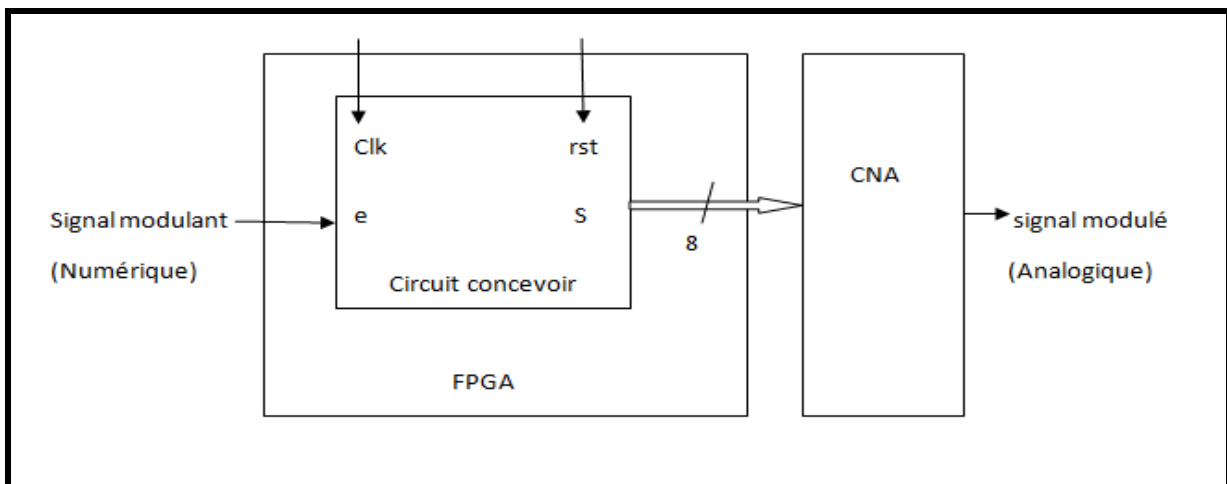 Clk
rst
CNA
Signal modulant
e
S
signal modulé
8
(Numérique)
(Analogique)
Circuit concevoir
FPGA